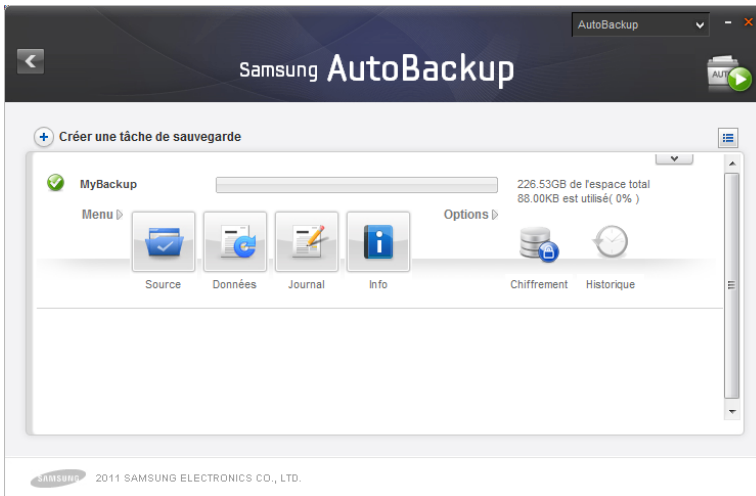 AutoBackup
Samsung AutoBackup
AUTO
Créer une tâche de sauvegarde
MyBackup
226.53GB de l'espace total
88.00KB est utilisé( 0% )
Menu
Options
Source
Données
Journal
Info
Chiffrement
Historique
SAMSUNG 2011 SAMSUNG ELECTRONICS CO., LTD.